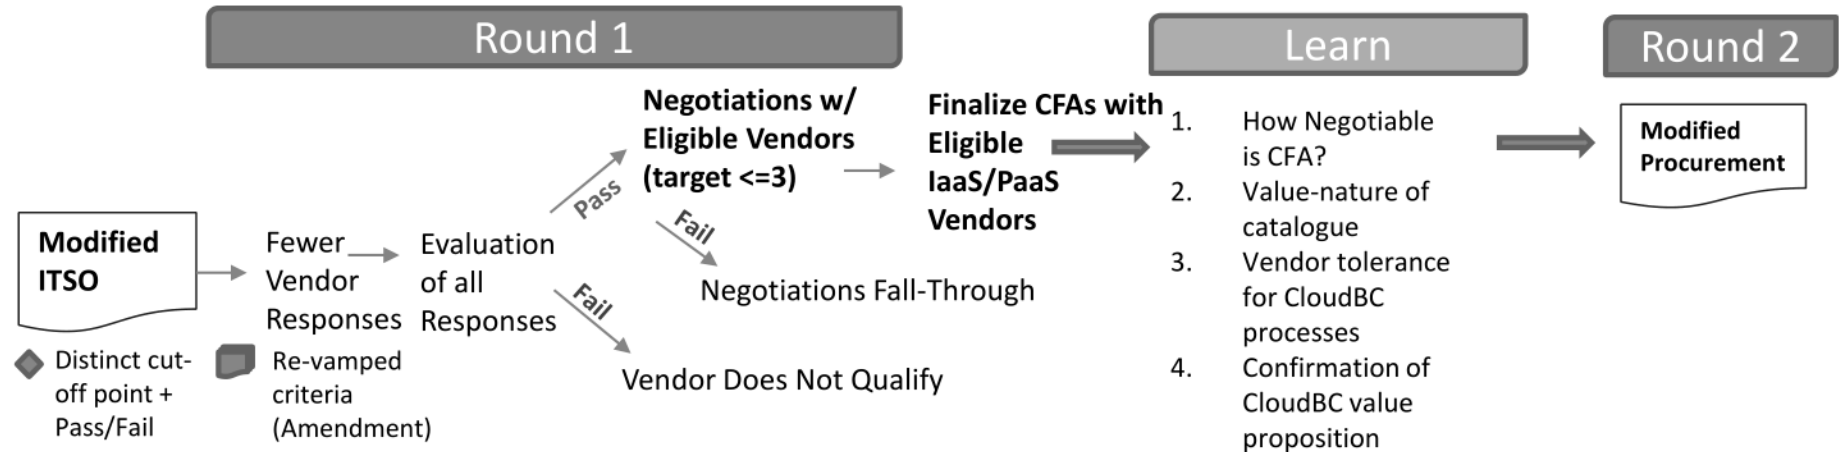 Round 1
Learn
Round 2
Modified
ITSO
Fewer
Vendor
Responses
Evaluation
of all
Responses
Pass
Fail
Negotiations w/
Eligible Vendors
(target <=3)
Fail
Negotiations Fall-Through
Vendor Does Not Qualify
Finalize CFAs with
Eligible
IaaS/PaaS
Vendors
Distinct cut-
off point +
Pass/Fail
Re-vamped
criteria
(Amendment)
1. How Negotiable
is CFA?
2. Value-nature of
catalogue
3. Vendor tolerance
for CloudBC
processes
4. Confirmation of
CloudBC value
proposition
Modified
Procurement